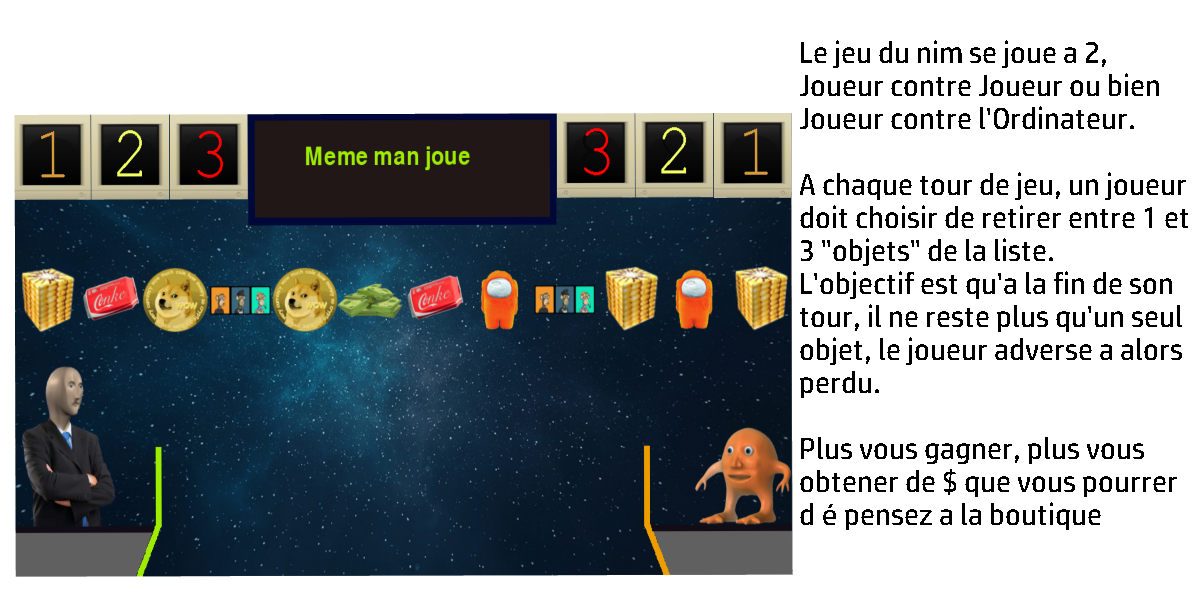 1 2 3
Meme man joue
3 2 1
Conke
Conke
Le jeu du nim se joue a 2,
Joueur contre Joueur ou bien
Joueur contre l'Ordinateur.
A chaque tour de jeu, un joueur
doit choisir de retirer entre 1 et
3 "objets" de la liste.
L'objectif est qu'a la fin de son
tour, il ne reste plus qu'un seul
objet, le joueur adverse a alors
perdu.
Plus vous gagner, plus vous
obtener de $ que vous pourrer
d é pensez a la boutique